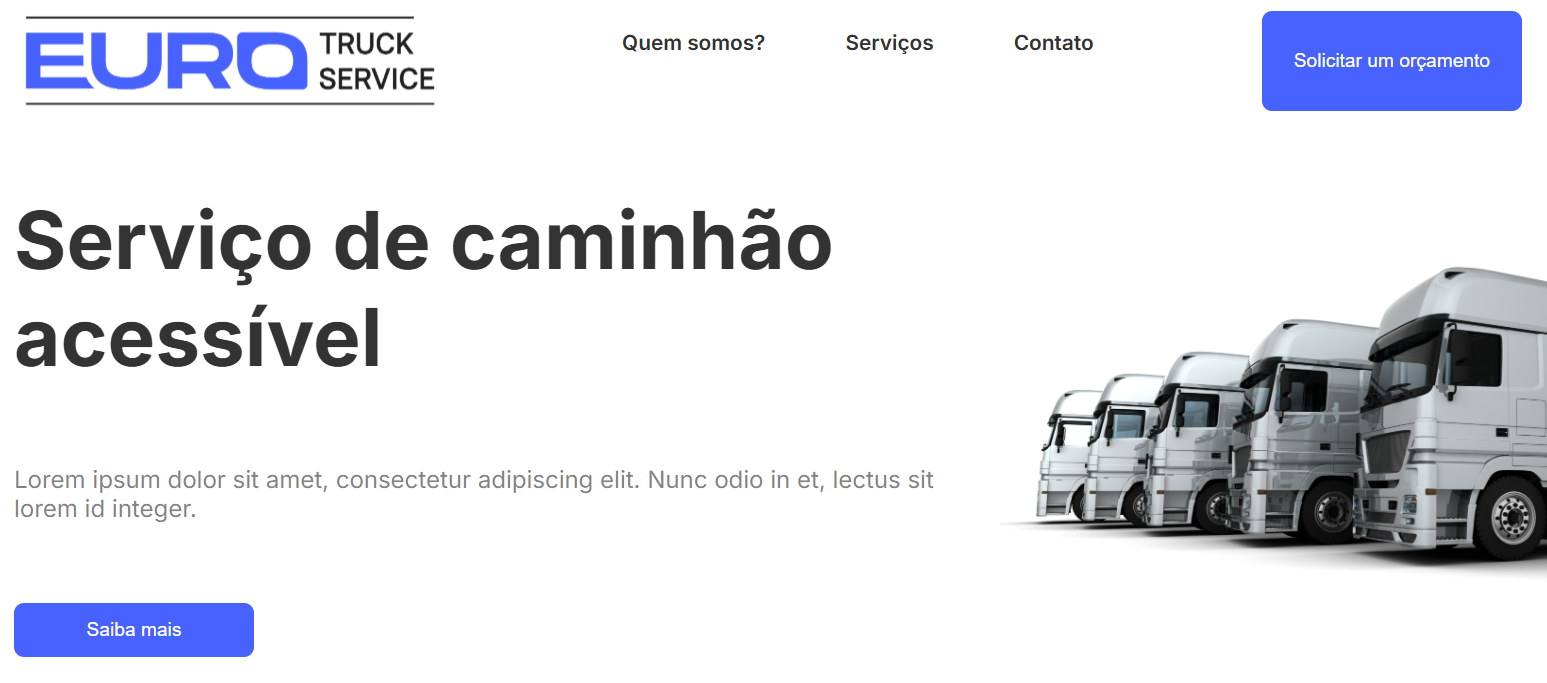 EURO TRUCK
SERVICE
Quem somos?
Serviços
Contato
Solicitar um orçamento
Serviço de caminhão
acessível
Lorem ipsum dolor sit amet, consectetur adipiscing elit. Nunc odio in et, lectus sit
lorem id integer.
Saiba mais